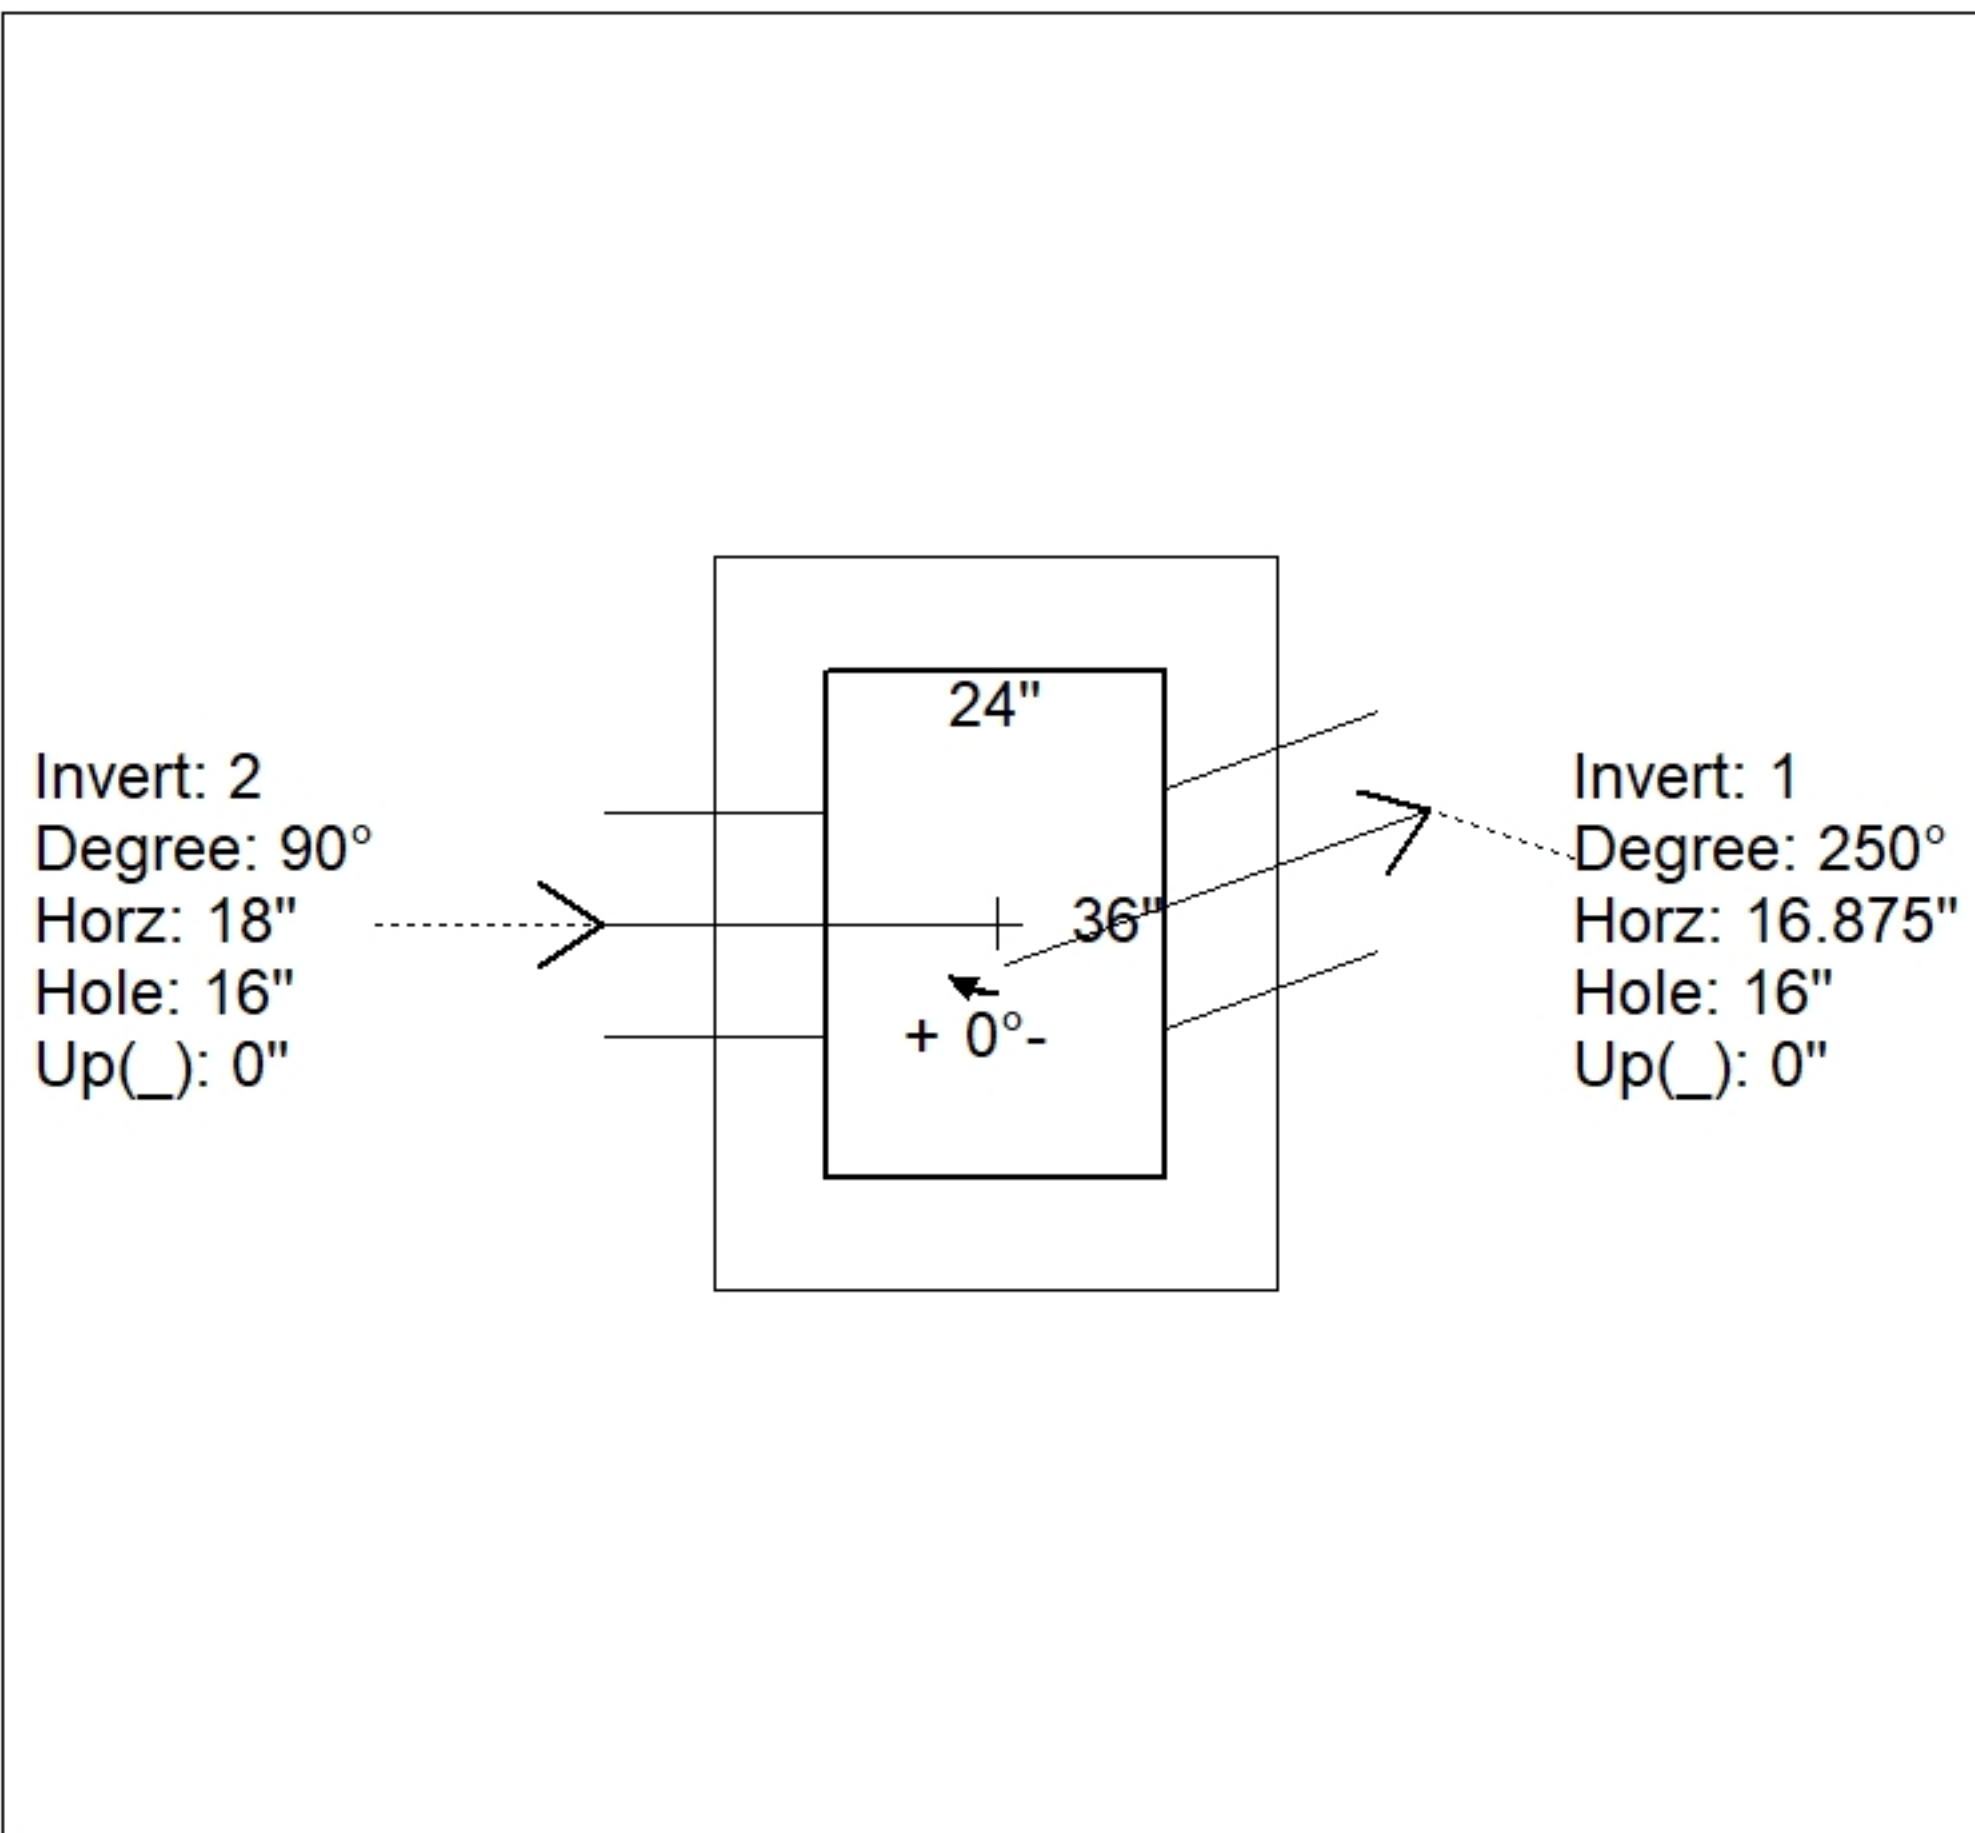 24"
Invert: 2
Degree: 90°
Horz: 18"
Hole: 16"
Up(_): 0"
36"
+ 0°-
Invert: 1
Degree: 250°
Horz: 16.875"
Hole: 16"
Up(_): 0"